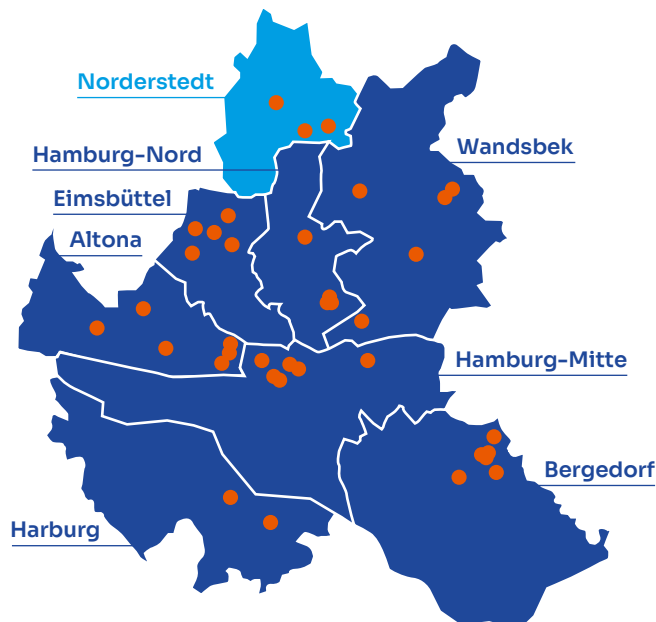 Norderstedt
Hamburg-Nord
Wandsbek
Eimsbüttel
Altona
Hamburg-Mitte
Bergedorf
Harburg